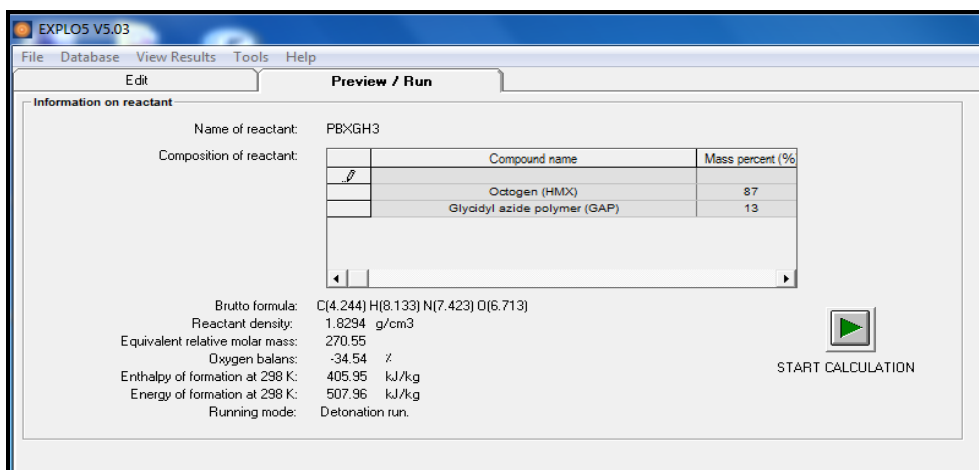 EXPLO5 V5.03
File Database View Results Tools Help
Edit Preview / Run
Information on reactant
Name of reactant: PBXGH3
Composition of reactant:
Compound name Mass percent (%
Octogen (HMX) 87
Glycidyl azide polymer (GAP) 13
Brutto formula: C(4.244) H(8.133) N(7.423) O(6.713)
Reactant density: 1.8294 g/cm3
Equivalent relative molar mass: 270.55
Oxygen balans: -34.54 %
Enthalpy of formation at 298 K: 405.95 kJ/kg
Energy of formation at 298 K: 507.96 kJ/kg
Running mode: Detonation run.
START CALCULATION